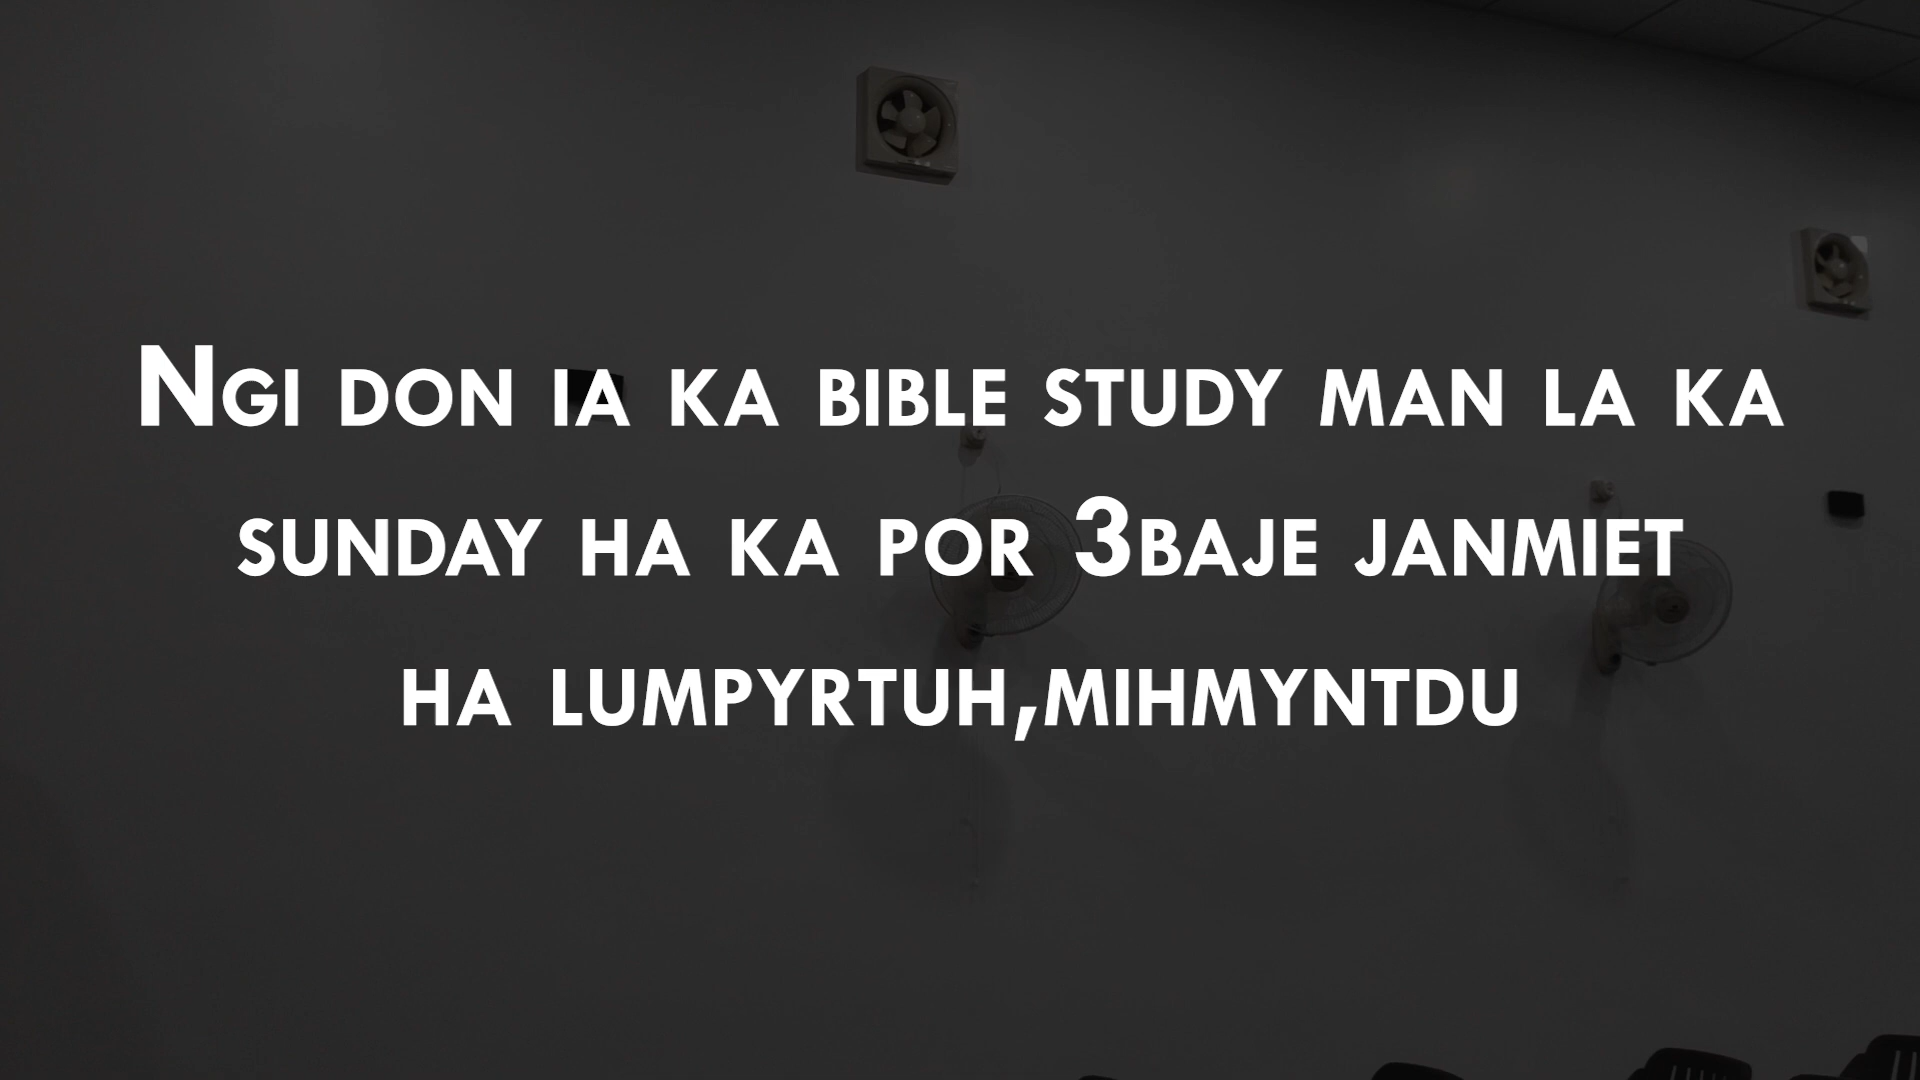 Ngi don ia ka bible study man la ka
sunday ha ka por 3baje janmiet
ha lumpyrtuh,mihmyntdu